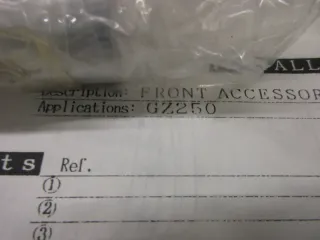 ALL
Description: FRONT ACCESSOR
Applications: GZ250
ts Ref.
(1)
(2)
(3)